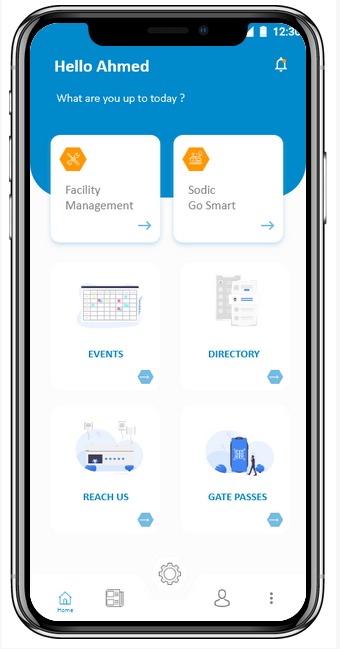 12:30
Hello Ahmed
What are you up to today ?
Facility
Management
Sodic
Go Smart
EVENTS
DIRECTORY
REACH US
GATE PASSES
Home